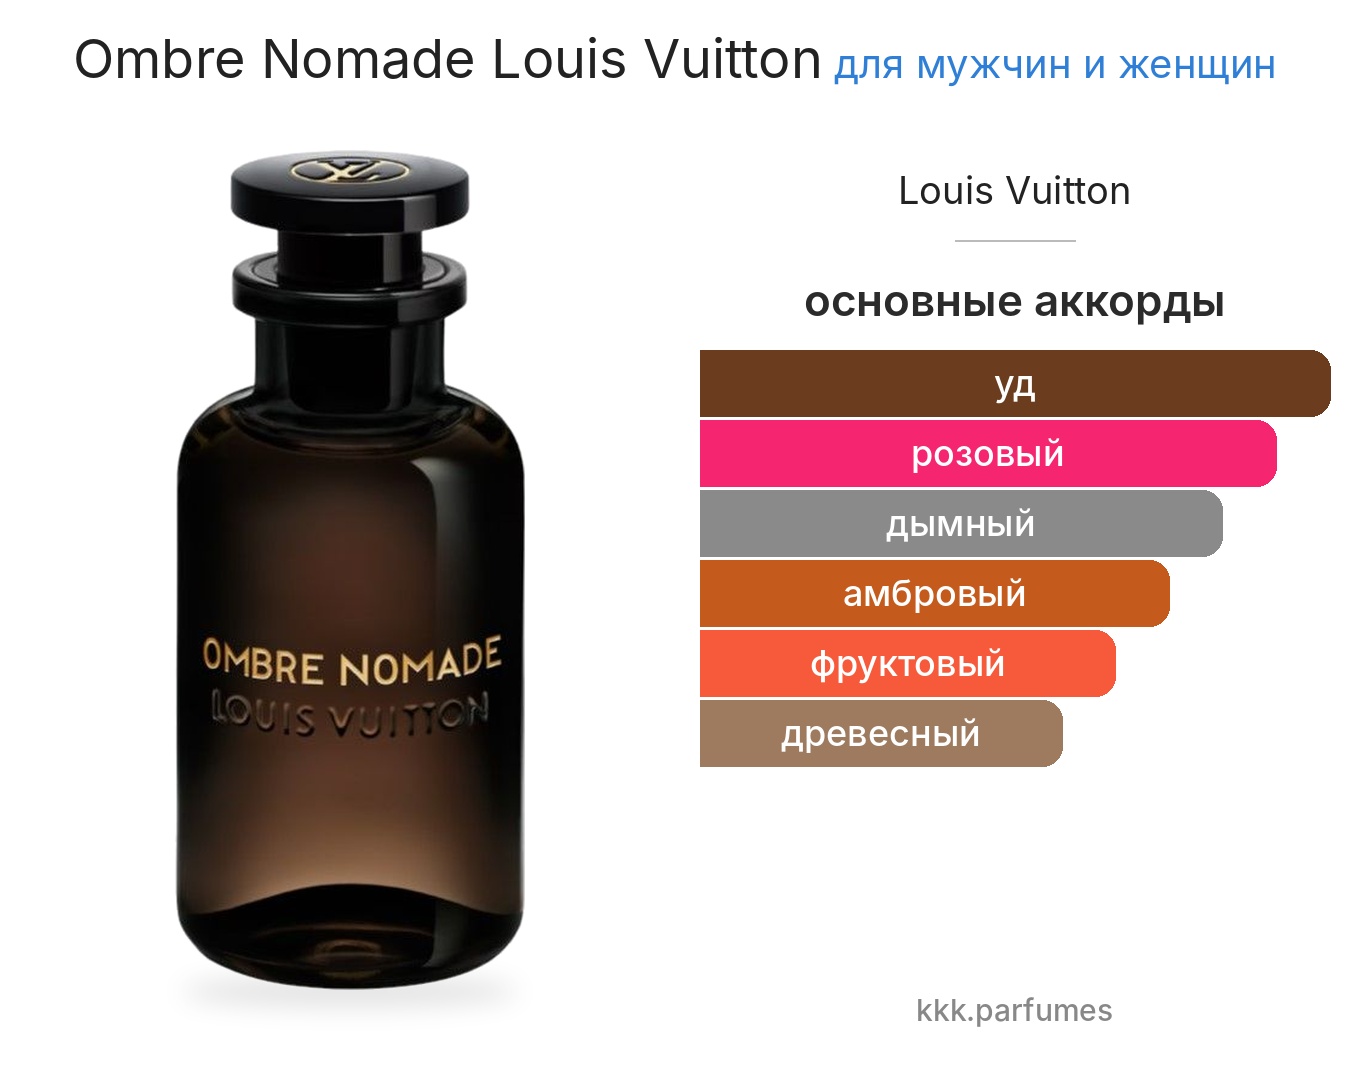 Ombre Nomade Louis Vuitton для мужчин и женщин
LV
OMBRE NOMADE
LOUIS VUITTON
Louis Vuitton
основные аккорды
уд
розовый
дымный
амбровый
фруктовый
древесный
kkk.parfumes